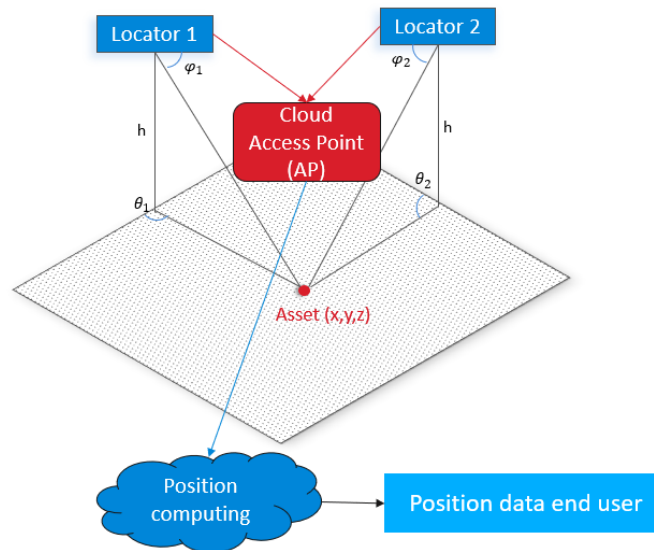 Locator 1
Locator 2
φ₁
φ₂
Cloud
Access Point
(AP)
h
h
θ₁
θ₂
Asset (x,y,z)
Position
computing
Position data end user